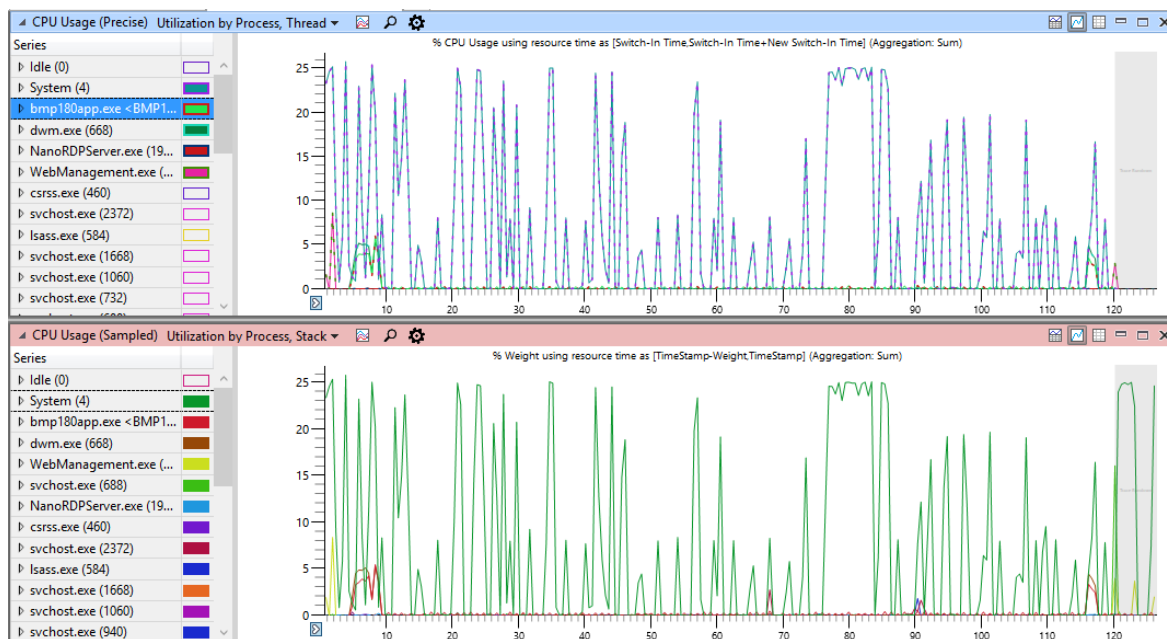 CPU Usage (Precise) Utilization by Process, Thread
Series
Idle (0)
System (4)
bmp180app.exe <BMP1...
dwm.exe (668)
NanoRDPServer.exe (19...
WebManagement.exe (...
csrss.exe (460)
svchost.exe (2372)
lsass.exe (584)
svchost.exe (1668)
svchost.exe (1060)
svchost.exe (732)
% CPU Usage using resource time as [Switch-In Time,Switch-In Time+New Switch-In Time] (Aggregation: Sum)
25
20
15
10
5
0
10 20 30 40 50 60 70 80 90 100 110 120
CPU Usage (Sampled) Utilization by Process, Stack
Series
Idle (0)
System (4)
bmp180app.exe <BMP1...
dwm.exe (668)
WebManagement.exe (...
svchost.exe (688)
NanoRDPServer.exe (19...
csrss.exe (460)
svchost.exe (2372)
lsass.exe (584)
svchost.exe (1668)
svchost.exe (1060)
svchost.exe (940)
% Weight using resource time as [TimeStamp-Weight,TimeStamp] (Aggregation: Sum)
25
20
15
10
5
0
10 20 30 40 50 60 70 80 90 100 110 120